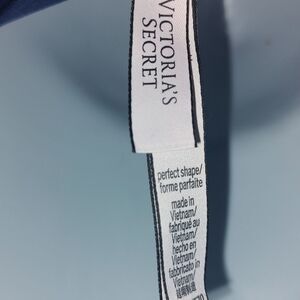 VICTORIA'S
SECRET
perfect shape/
forme parfaite
made in
Vietnam/
fabriqué au
Vietnam/
hecho en
Vietnam/
fabbricato in
Vietnam/